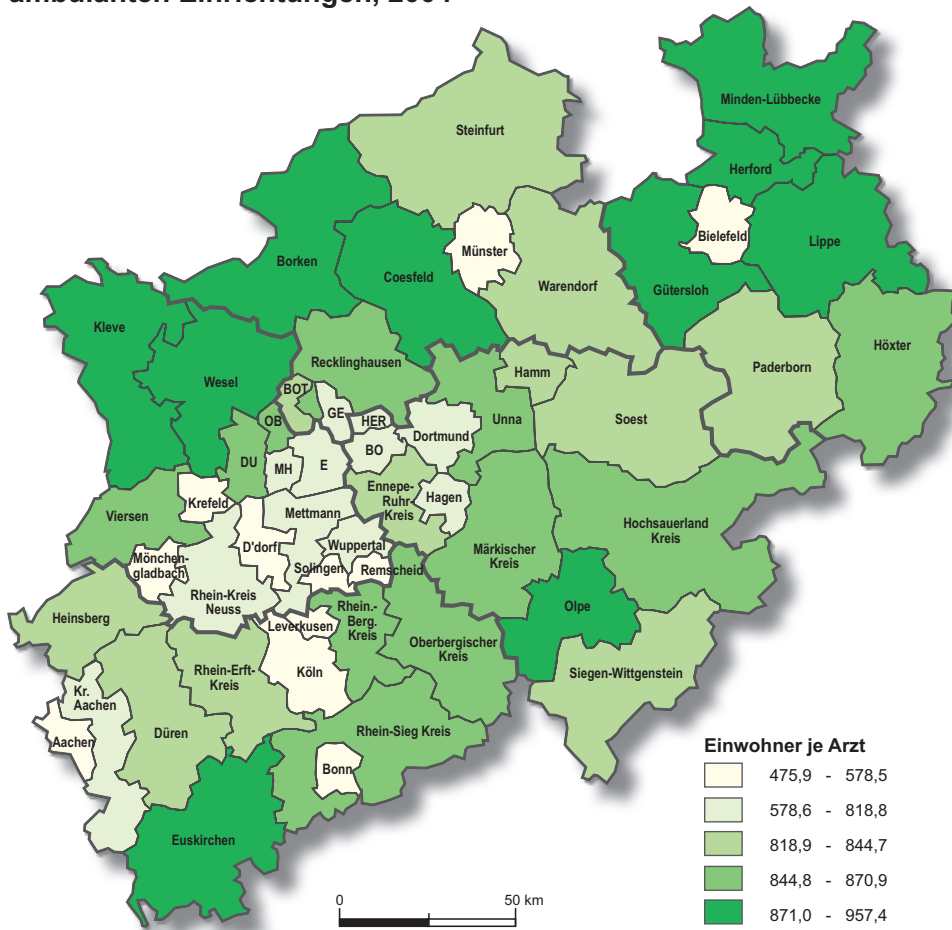 Minden-Lübbecke
Steinfurt
Herford
Münster
Bielefeld
Lippe
Borken
Coesfeld
Warendorf
Gütersloh
Kleve
Höxter
Recklinghausen
Paderborn
Wesel
Hamm
BOT
GE
HER
Soest
OB
Unna
Dortmund
BO
DU
MH
E
Ennepe-
Ruhr-
Kreis
Hagen
Krefeld
Viersen
Mettmann
Hochsauerland
Kreis
D'dorf
Wuppertal
Märkischer
Kreis
Mönchen-
gladbach
Solingen
Remscheid
Rhein-Kreis
Neuss
Olpe
Heinsberg
Leverkusen
Rhein.-
Berg.
Kreis
Oberbergischer
Kreis
Rhein-Erft-
Kreis
Köln
Siegen-Wittgenstein
Kr.
Aachen
Düren
Rhein-Sieg Kreis
Aachen
Bonn
Euskirchen
Einwohner je Arzt
475,9 - 578,5
578,6 - 818,8
818,9 - 844,7
844,8 - 870,9
871,0 - 957,4
0 50 km